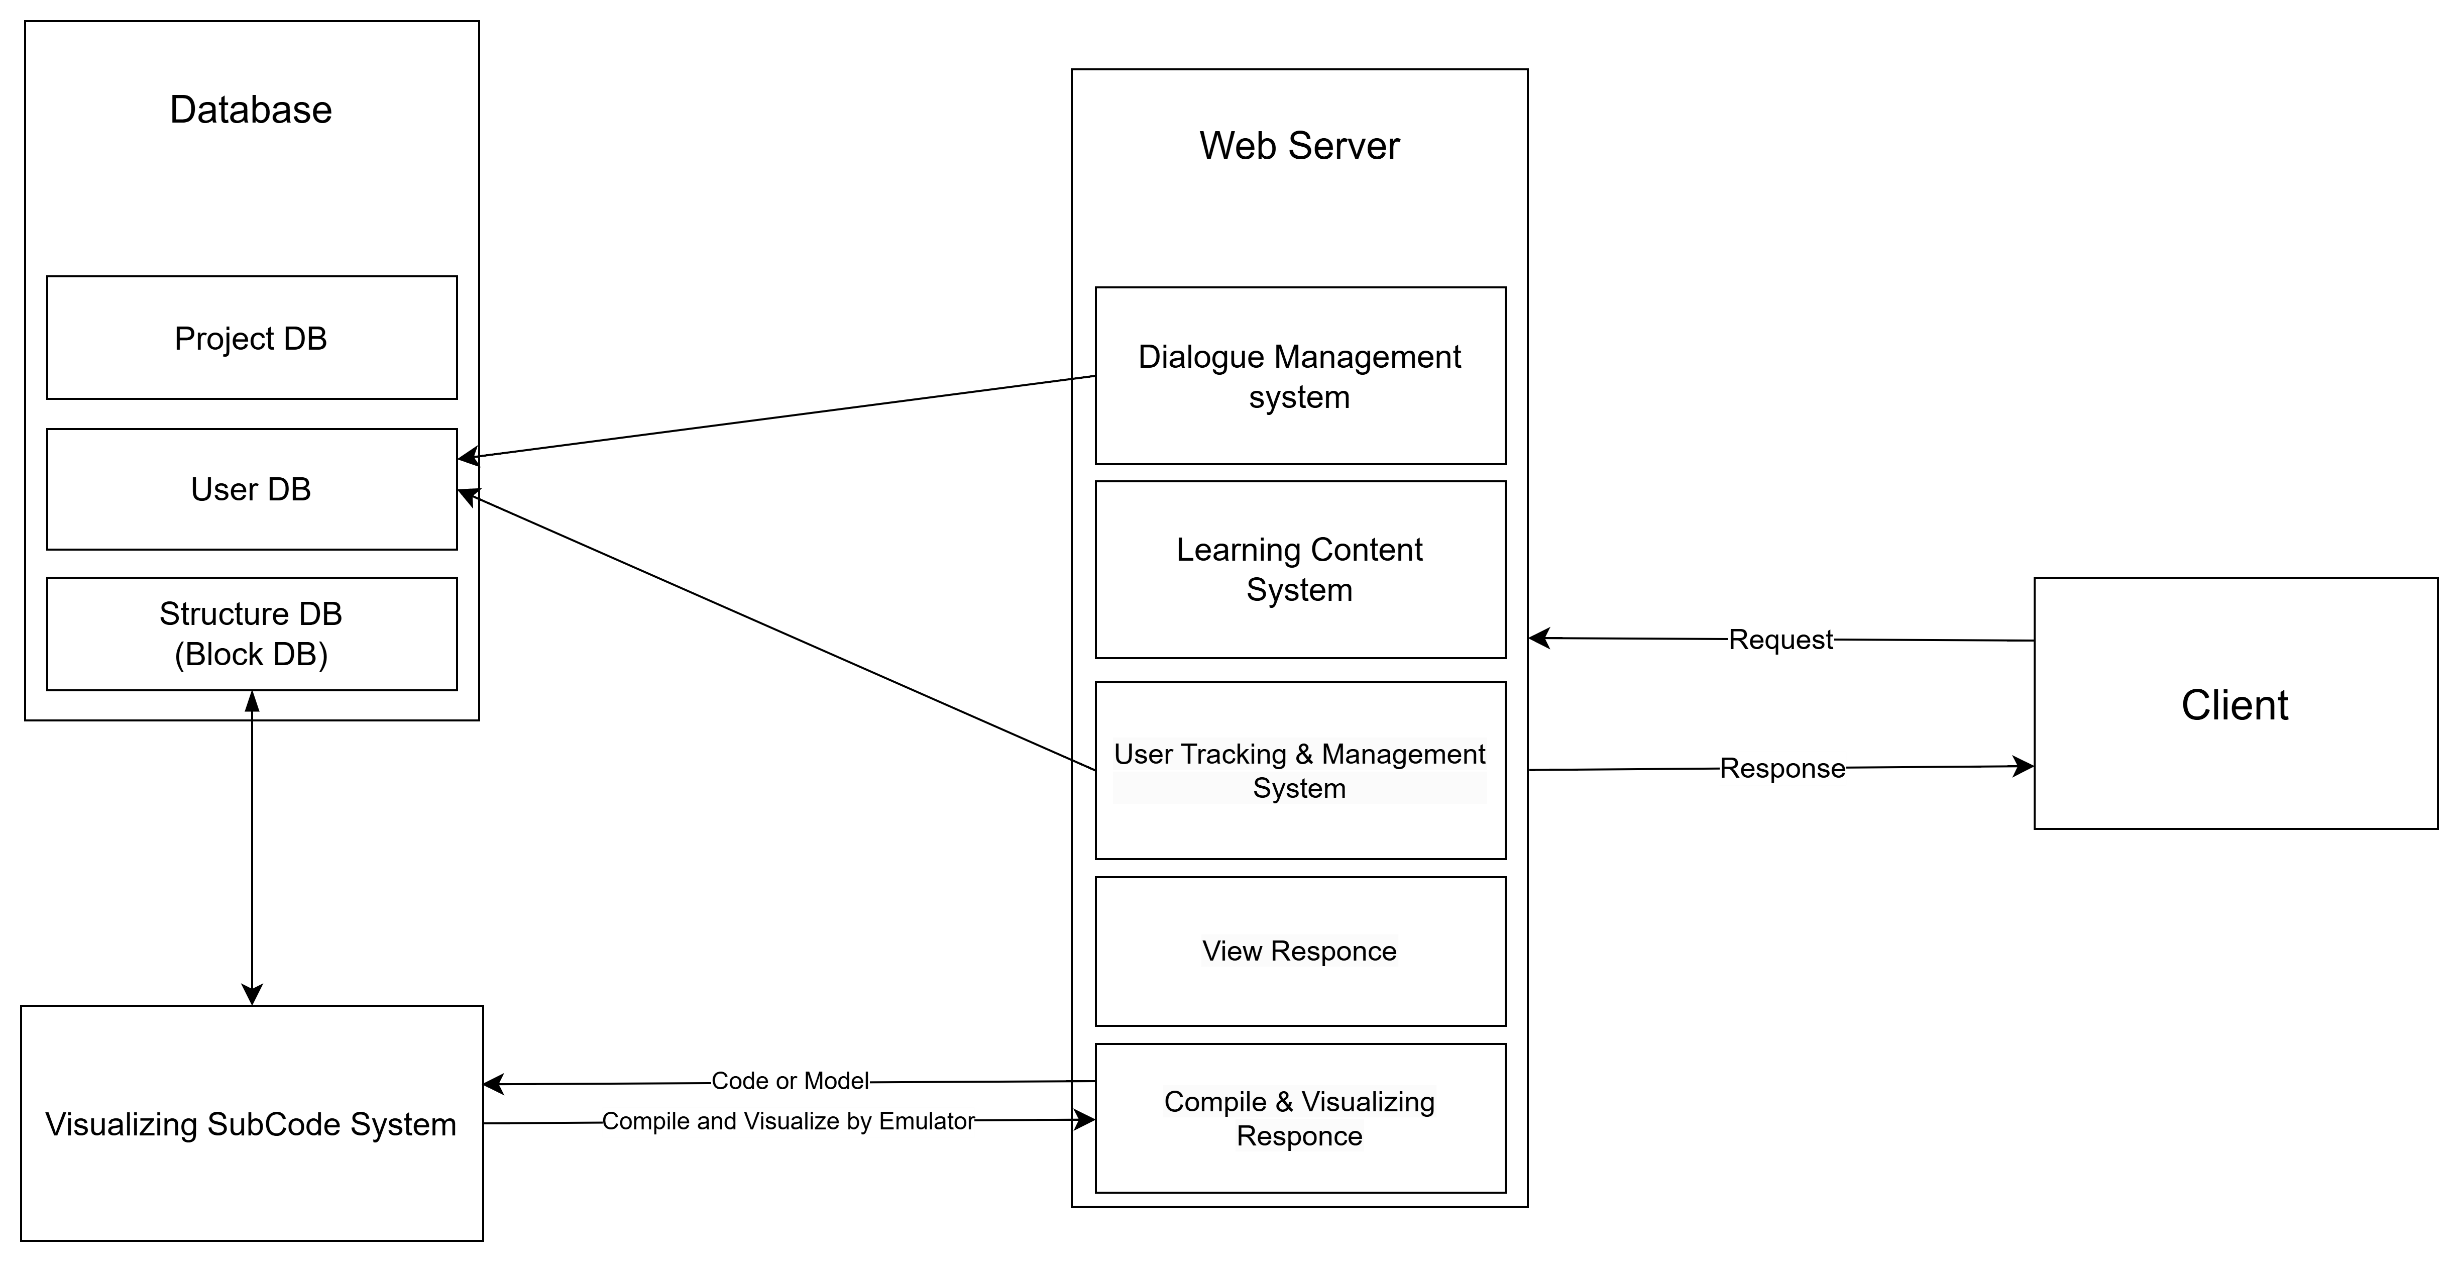 Database
Project DB
User DB
Structure DB
(Block DB)
Visualizing SubCode System
Code or Model
Compile and Visualize by Emulator
Web Server
Dialogue Management
system
Learning Content
System
User Tracking & Management
System
View Responce
Compile & Visualizing
Responce
Request
Response
Client